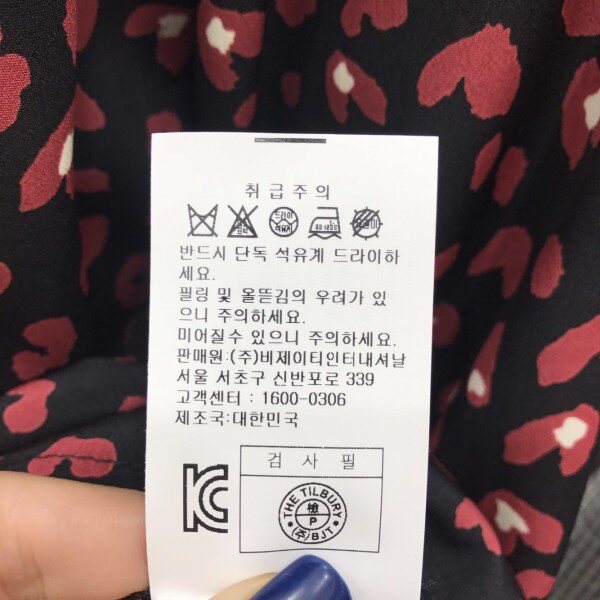 취급주의
드라이
석유계
반드시 단독 석유계 드라이하
세요.
필링 및 올뜯김의 우려가 있
으니 주의하세요.
미어질수 있으니 주의하세요.
판매원:(주)비제이티인터내셔날
서울 서초구 신반포로 339
고객센터 : 1600-0306
제조국:대한민국
검사필
THE TILBURY
檢
P
(주)BJT